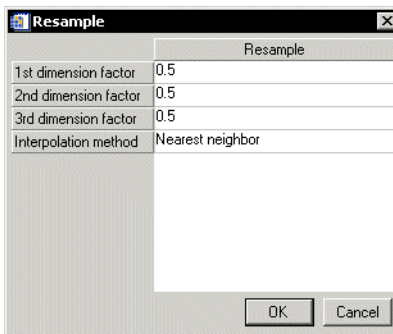 Resample
Resample
1st dimension factor 0.5
2nd dimension factor 0.5
3rd dimension factor 0.5
Interpolation method Nearest neighbor
OK Cancel